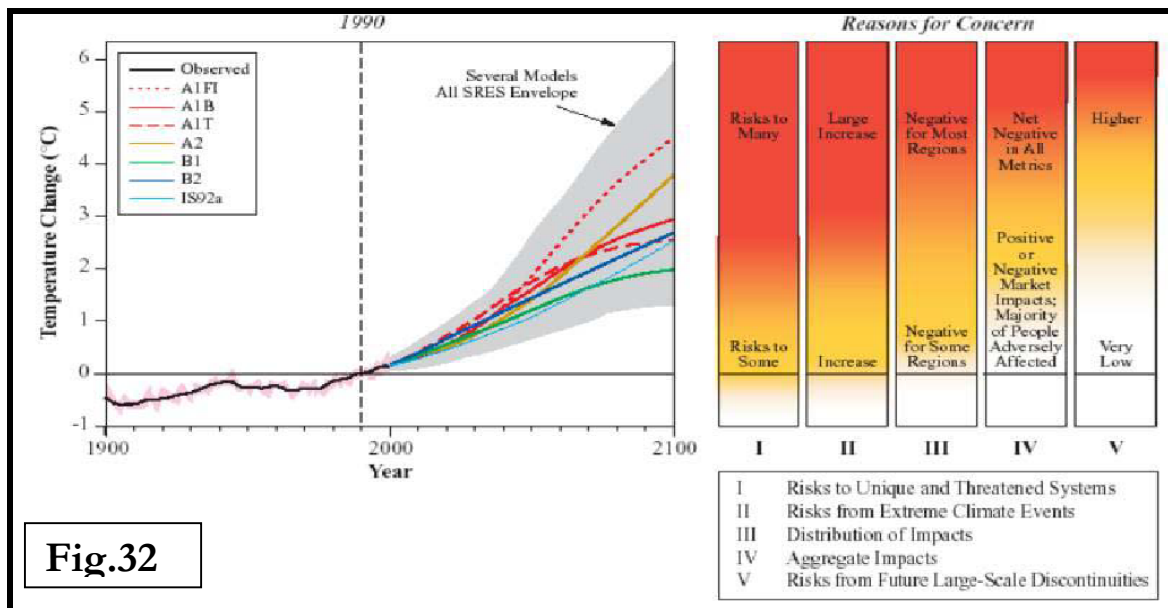 1990
Temperature Change (°C)
6
5
4
3
2
1
0
-1
Observed
A1FI
A1B
A1T
A2
B1
B2
IS92a
Several Models
All SRES Envelope
1900
2000
2100
Year
Reasons for Concern
Risks to
Many
Risks to
Some
Large
Increase
Increase
Negative
for Most
Regions
Negative
for Some
Regions
Net
Negative
in All
Metrics
Positive
or
Negative
Market
Impacts;
Majority
of People
Adversely
Affected
Higher
Very
Low
I II III IV V
I Risks to Unique and Threatened Systems
II Risks from Extreme Climate Events
III Distribution of Impacts
IV Aggregate Impacts
V Risks from Future Large-Scale Discontinuities
Fig.32